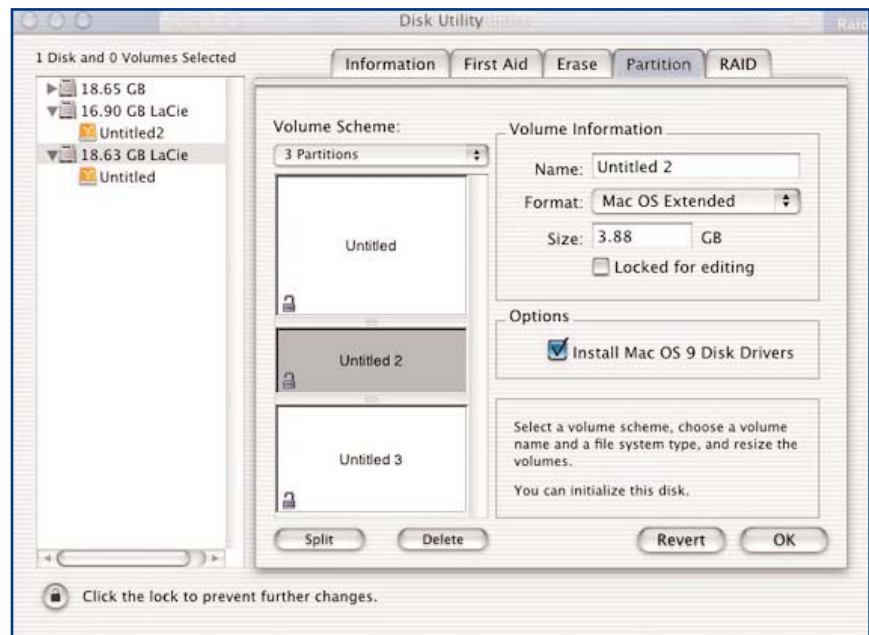 Disk Utility
1 Disk and 0 Volumes Selected
18.65 GB
16.90 GB LaCie
Untitled2
18.63 GB LaCie
Untitled
Information
First Aid
Erase
Partition
RAID
Volume Scheme:
3 Partitions
Untitled
Untitled 2
Untitled 3
Split
Delete
Volume Information
Name: Untitled 2
Format: Mac OS Extended
Size: 3.88 GB
Locked for editing
Options
Install Mac OS 9 Disk Drivers
Select a volume scheme, choose a volume
name and a file system type, and resize the
volumes.
You can initialize this disk.
Revert
OK
Click the lock to prevent further changes.